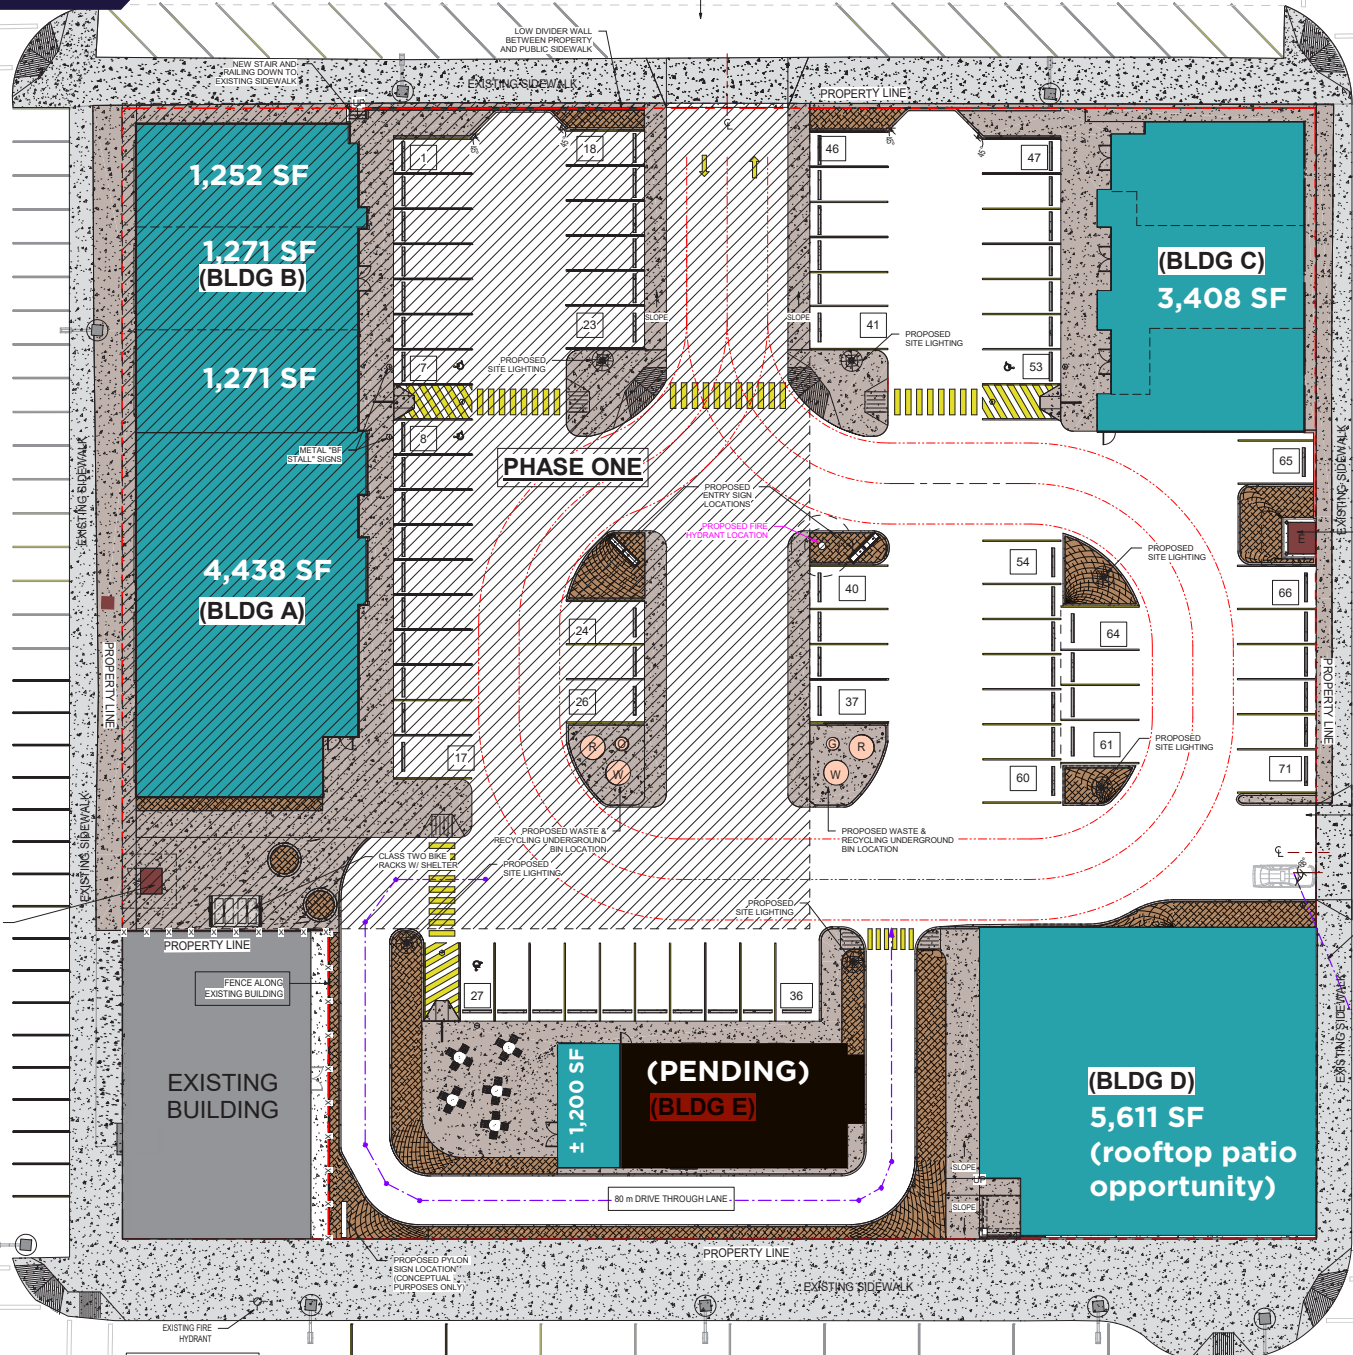 LOW DIVIDER WALL
BETWEEN PROPERTY
AND PUBLIC SIDEWALK
NEW STAIR AND
RAILING DOWN TO
EXISTING SIDEWALK
EXISTING SIDEWALK
PROPERTY LINE
UP
1,252 SF
1,271 SF
(BLDG B)
1,271 SF
4,438 SF
(BLDG A)
1
18
46
47
23
SLOPE
SLOPE
41
PROPOSED
SITE LIGHTING
PROPOSED
SITE LIGHTING
7
53
8
(BLDG C)
3,408 SF
METAL "BF
STALL" SIGNS
PHASE ONE
PROPOSED
ENTRY SIGN
LOCATIONS
PROPOSED FIRE
HYDRANT LOCATION
65
EXISTING SIDEWALK
EXISTING SIDEWALK
54
PROPOSED
SITE LIGHTING
E
40
66
24
64
26
37
PROPERTY LINE
PROPERTY LINE
17
R
W
G
R
W
61
PROPOSED
SITE LIGHTING
60
71
PROPOSED WASTE &
RECYCLING UNDERGROUND
BIN LOCATION
PROPOSED WASTE &
RECYCLING UNDERGROUND
BIN LOCATION
EXISTING SIDEWALK
CLASS TWO BIKE
RACKS W/ SHELTER
PROPOSED
SITE LIGHTING
PROPOSED
SITE LIGHTING
PROPERTY LINE
FENCE ALONG
EXISTING BUILDING
27
36
EXISTING
BUILDING
± 1,200 SF
(PENDING)
(BLDG E)
(BLDG D)
5,611 SF
(rooftop patio
opportunity)
EXISTING SIDEWALK
SLOPE
UP
SLOPE
80 m DRIVE THROUGH LANE
PROPERTY LINE
PROPOSED PYLON
SIGN LOCATION
(CONCEPTUAL
PURPOSES ONLY)
EXISTING SIDEWALK
EXISTING FIRE
HYDRANT